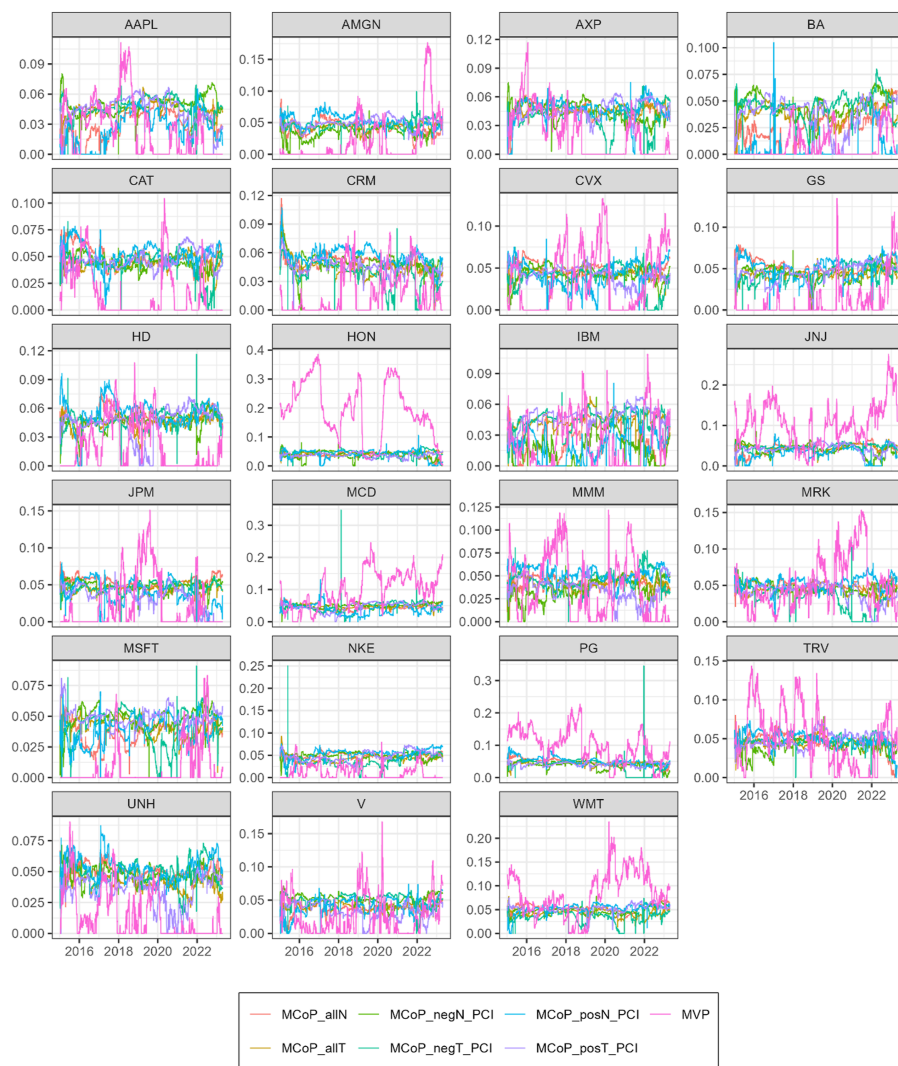 AAPL AMGN AXP BA
0.09 0.06 0.03 0.00
0.15 0.10 0.05 0.00
0.12 0.08 0.04 0.00
0.100 0.075 0.050 0.025 0.000
CAT CRM CVX GS
0.100 0.075 0.050 0.025 0.000
0.12 0.09 0.06 0.03 0.00
0.10 0.05 0.00
0.10 0.05 0.00
HD HON IBM JNJ
0.12 0.09 0.06 0.03 0.00
0.4 0.3 0.2 0.1 0.0
0.09 0.06 0.03 0.00
0.2 0.1 0.0
JPM MCD MMM MRK
0.15 0.10 0.05 0.00
0.3 0.2 0.1 0.0
0.125 0.100 0.075 0.050 0.025 0.000
0.15 0.10 0.05 0.00
MSFT NKE PG TRV
0.075 0.050 0.025 0.000
0.25 0.20 0.15 0.10 0.05 0.00
0.3 0.2 0.1 0.0
0.15 0.10 0.05 0.00
2016 2018 2020 2022
UNH V WMT
0.075 0.050 0.025 0.000
0.15 0.10 0.05 0.00
0.20 0.15 0.10 0.05 0.00
2016 2018 2020 2022 2016 2018 2020 2022 2016 2018 2020 2022
MCoP_allN MCoP_negN_PCI MCoP_posN_PCI MVP
MCoP_allT MCoP_negT_PCI MCoP_posT_PCI